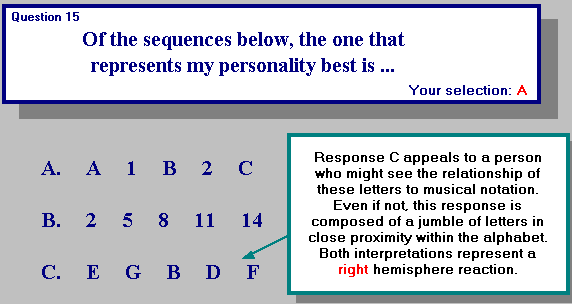 Question 15
Of the sequences below, the one that
represents my personality best is ...
Your selection: A
A. A 1 B 2 C
B. 2 5 8 11 14
C. E G B D F
Response C appeals to a person
who might see the relationship of
these letters to musical notation.
Even if not, this response is
composed of a jumble of letters in
close proximity within the alphabet.
Both interpretations represent a
right hemisphere reaction.